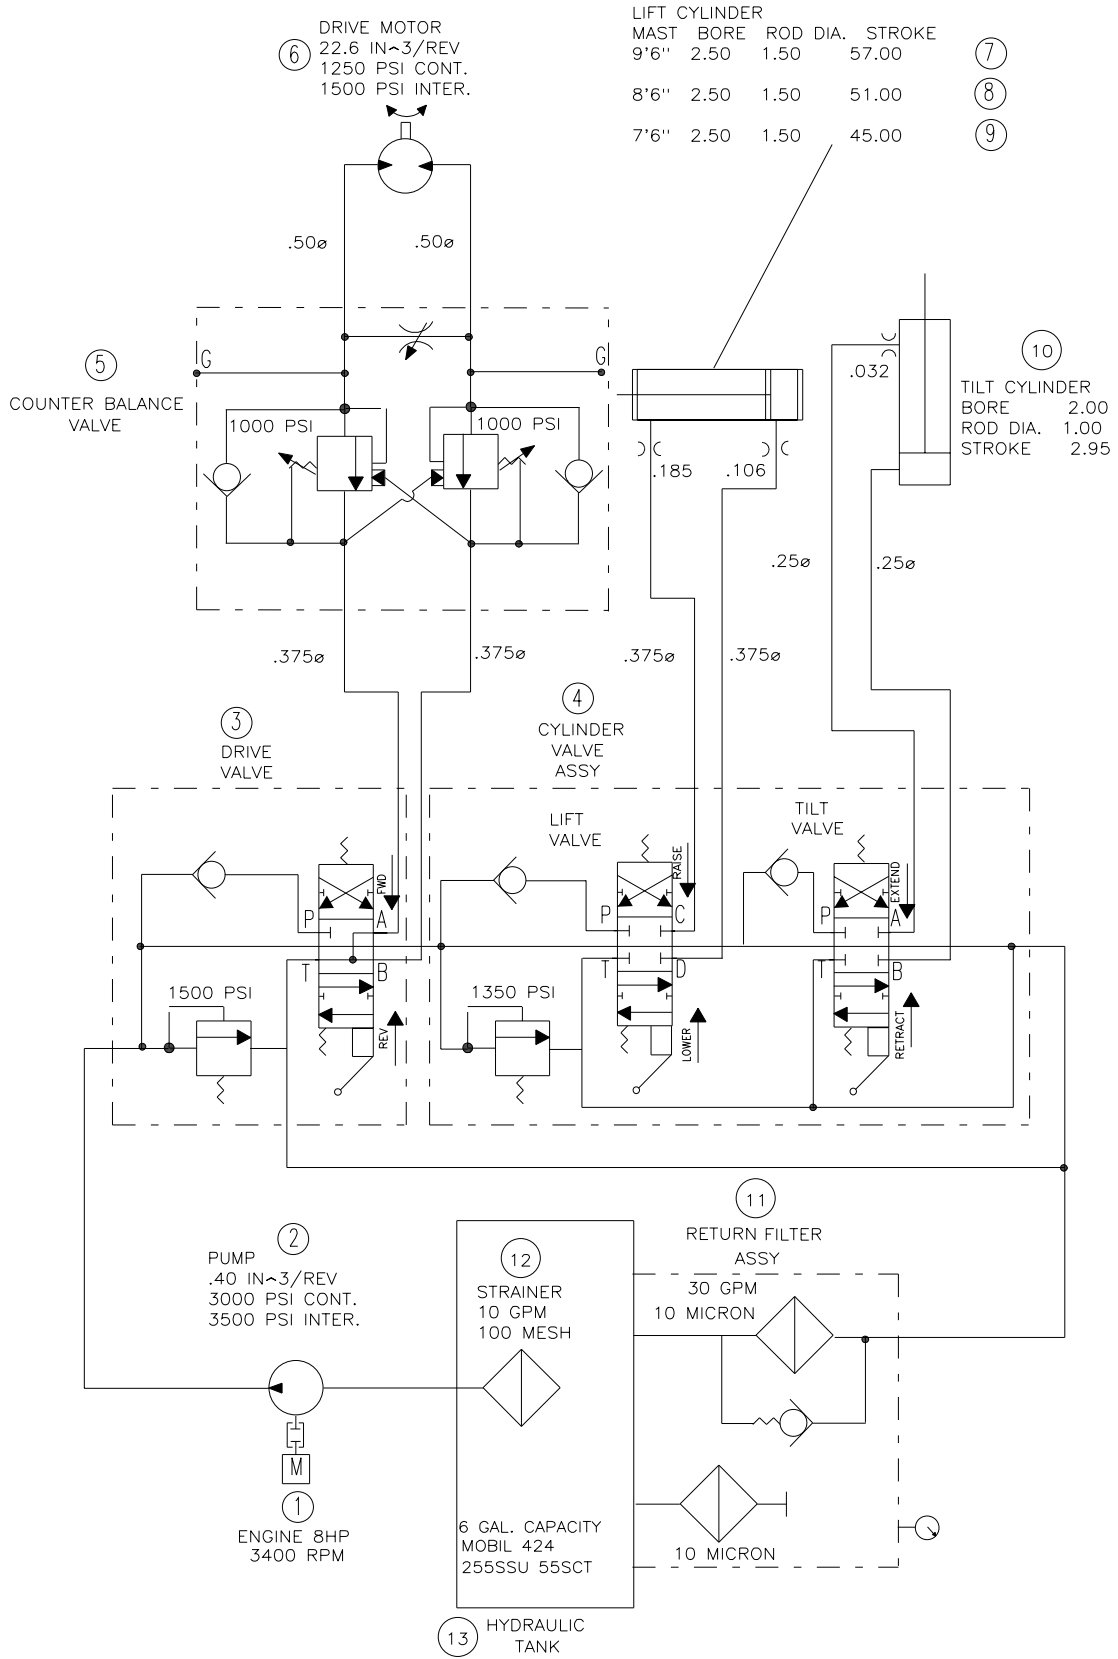 DRIVE MOTOR
6
22.6 IN^3/REV
1250 PSI CONT.
1500 PSI INTER.
LIFT CYLINDER
MAST BORE ROD DIA. STROKE
9'6" 2.50 1.50 57.00 7
8'6" 2.50 1.50 51.00 8
7'6" 2.50 1.50 45.00 9
.50ø .50ø
G G
5
COUNTER BALANCE
VALVE
1000 PSI 1000 PSI
.185 .106
.032
10
TILT CYLINDER
BORE 2.00
ROD DIA. 1.00
STROKE 2.95
.25ø .25ø
.375ø .375ø .375ø .375ø
3
DRIVE
VALVE
4
CYLINDER
VALVE
ASSY
LIFT
VALVE
TILT
VALVE
FWD
P A
T B
REV
1500 PSI
RAISE
P C
T D
LOWER
1350 PSI
EXTEND
P A
T B
RETRACT
2
PUMP
.40 IN^3/REV
3000 PSI CONT.
3500 PSI INTER.
M
1
ENGINE 8HP
3400 RPM
12
STRAINER
10 GPM
100 MESH
11
RETURN FILTER
ASSY
30 GPM
10 MICRON
10 MICRON
6 GAL. CAPACITY
MOBIL 424
255SSU 55SCT
13
HYDRAULIC
TANK